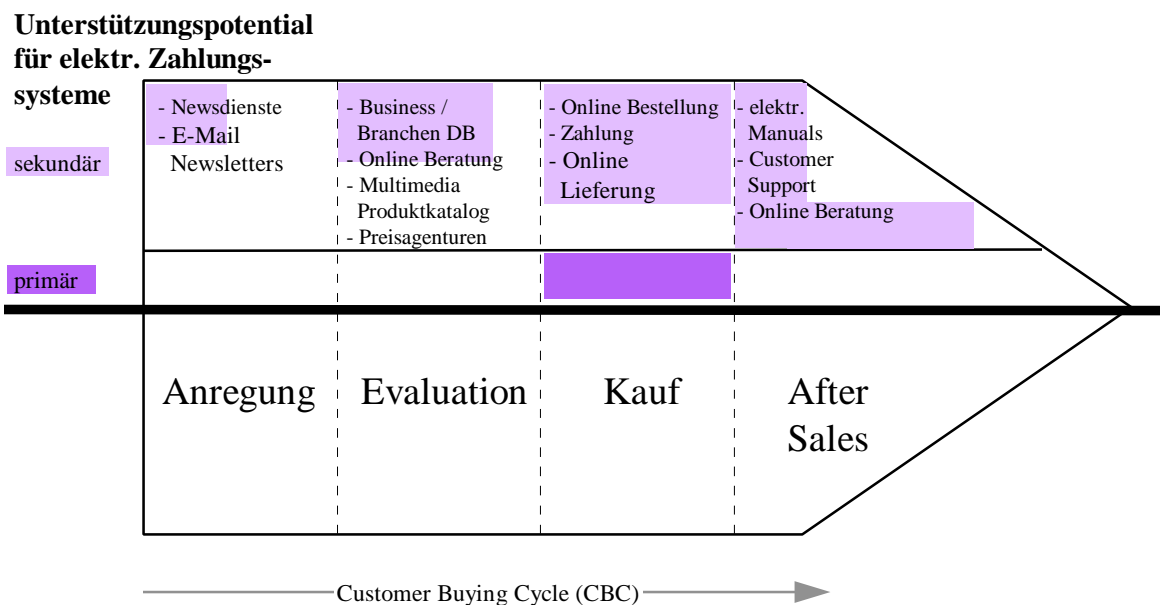 Unterstützungspotential
für elektr. Zahlungs-
systeme
sekundär
primär
- Newsdienste
- E-Mail
Newsletters
- Business /
Branchen DB
- Online Beratung
- Multimedia
Produktkatalog
- Preisagenturen
- Online Bestellung
- Zahlung
- Online
Lieferung
- elektr.
Manuals
- Customer
Support
- Online Beratung
Anregung
Evaluation
Kauf
After
Sales
Customer Buying Cycle (CBC)